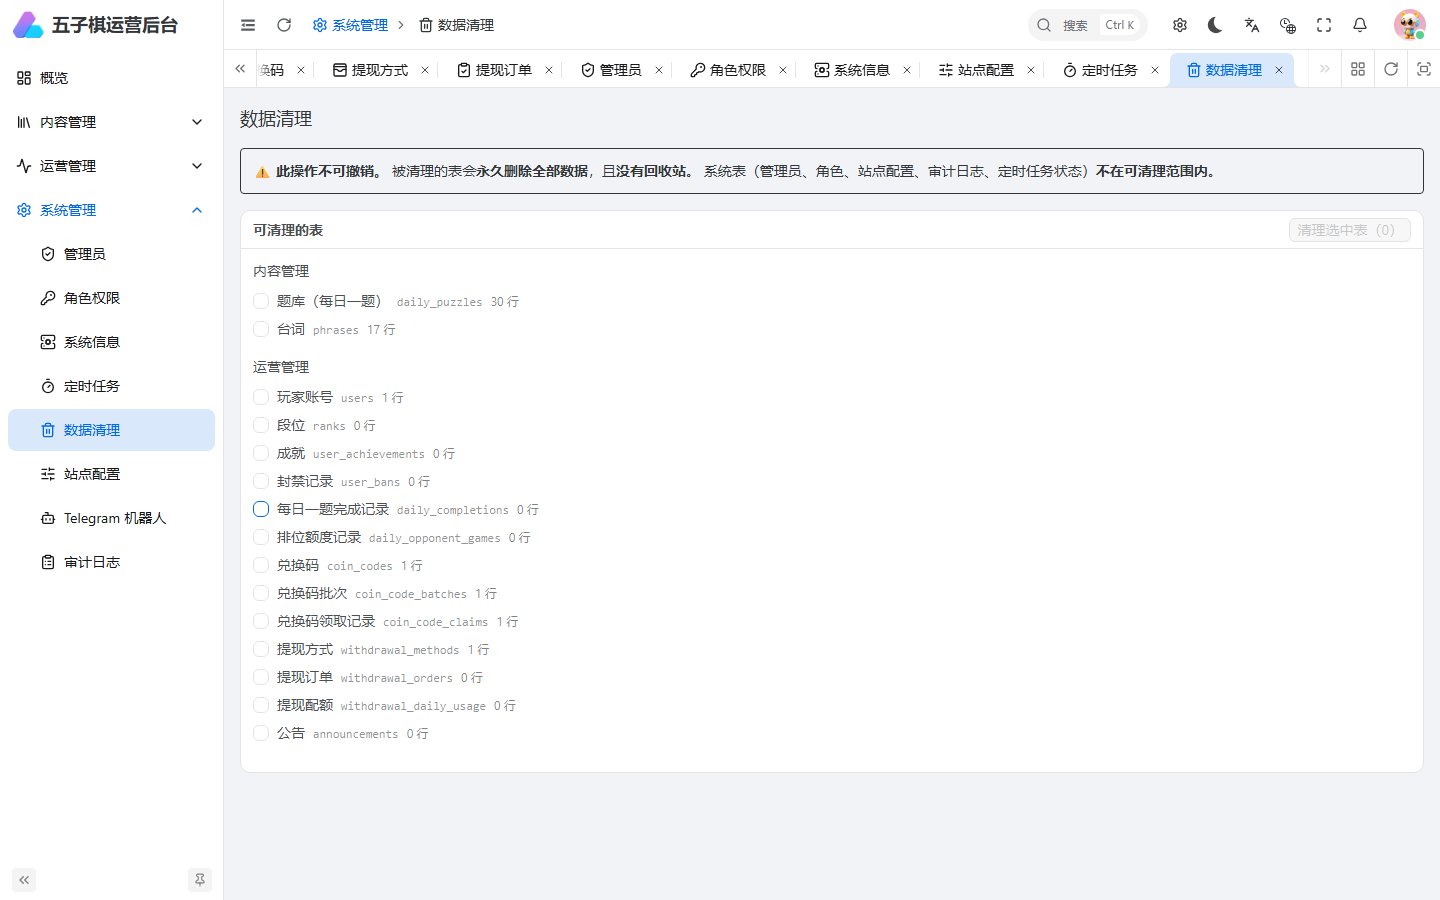 五子棋运营后台
系统管理 > 数据清理
搜索 Ctrl K
概览
内容管理
运营管理
系统管理
管理员
角色权限
系统信息
定时任务
数据清理
站点配置
Telegram 机器人
审计日志
码 提现方式 提现订单 管理员 角色权限 系统信息 站点配置 定时任务 数据清理
数据清理
此操作不可撤销。 被清理的表会永久删除全部数据，且没有回收站。 系统表（管理员、角色、站点配置、审计日志、定时任务状态）不在可清理范围内。
可清理的表
清理选中表（0）
内容管理
题库（每日一题） daily_puzzles 30 行
台词 phrases 17 行
运营管理
玩家账号 users 1 行
段位 ranks 0 行
成就 user_achievements 0 行
封禁记录 user_bans 0 行
每日一题完成记录 daily_completions 0 行
排位额度记录 daily_opponent_games 0 行
兑换码 coin_codes 1 行
兑换码批次 coin_code_batches 1 行
兑换码领取记录 coin_code_claims 1 行
提现方式 withdrawal_methods 1 行
提现订单 withdrawal_orders 0 行
提现配额 withdrawal_daily_usage 0 行
公告 announcements 0 行